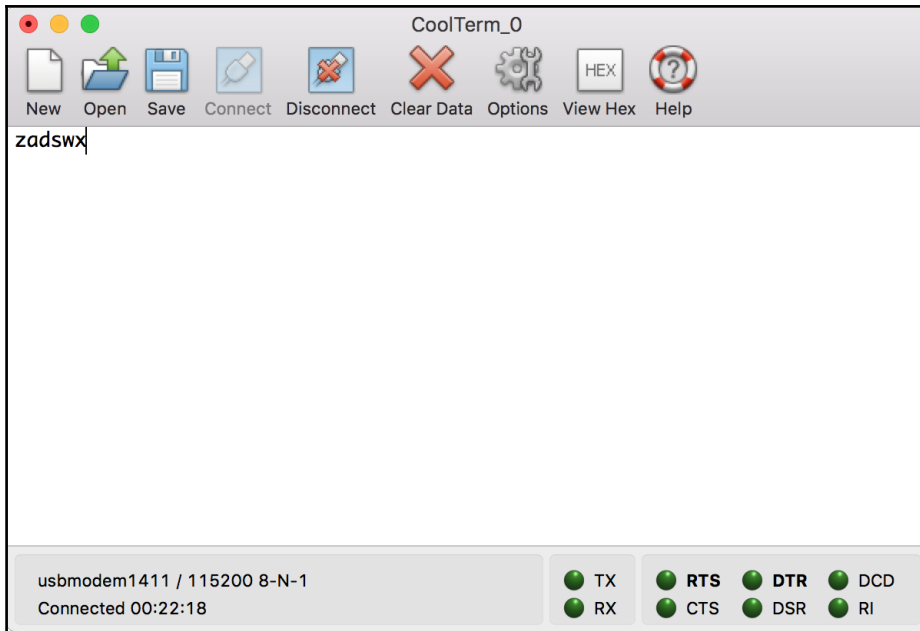 CoolTerm_0
HEX
?
New Open Save Connect Disconnect Clear Data Options View Hex Help
zadswx
usbmodem1411 / 115200 8-N-1
Connected 00:22:18
TX RTS DTR DCD
RX CTS DSR RI